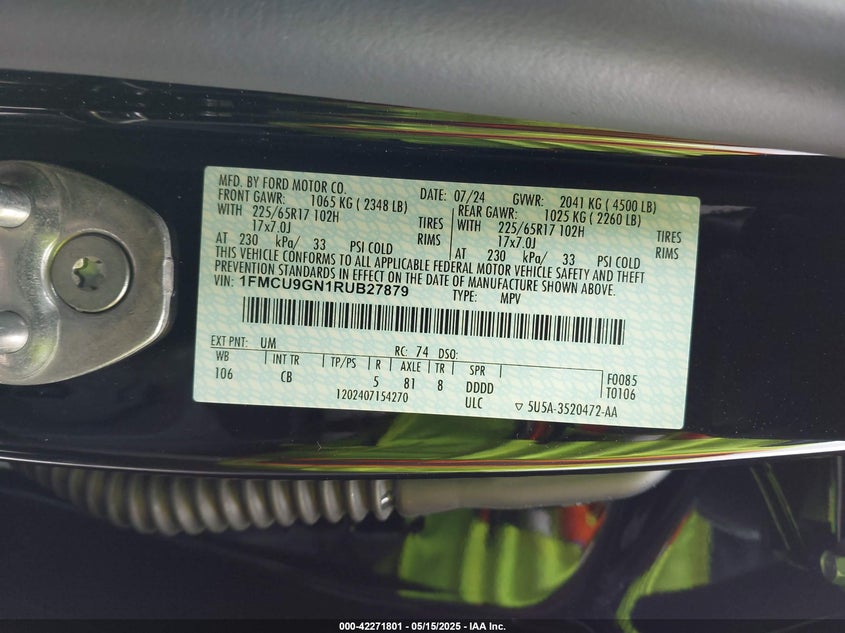 MFD. BY FORD MOTOR CO. DATE: 07/24 GVWR: 2041 KG ( 4500 LB)
FRONT GAWR: 1065 KG ( 2348 LB) REAR GAWR: 1025 KG ( 2260 LB)
WITH 225/65R17 102H TIRES WITH 225/65R17 102H TIRES
17x7.0J RIMS 17x7.0J RIMS
AT 230 kPa/ 33 PSI COLD AT 230 kPa/ 33 PSI COLD
THIS VEHICLE CONFORMS TO ALL APPLICABLE FEDERAL MOTOR VEHICLE SAFETY AND THEFT
PREVENTION STANDARDS IN EFFECT ON THE DATE OF MANUFACTURE SHOWN ABOVE.
VIN: 1FMCU9GN1RUB27879 TYPE: MPV
EXT PNT: UM RC: 74 DSO:
WB INT TR TP/PS R AXLE TR SPR F0085
106 CB 5 81 8 DDDD T0106
1202407154270 ULC ▽ 5U5A-3520472-AA
000-42271801 - 05/15/2025 - IAA Inc.